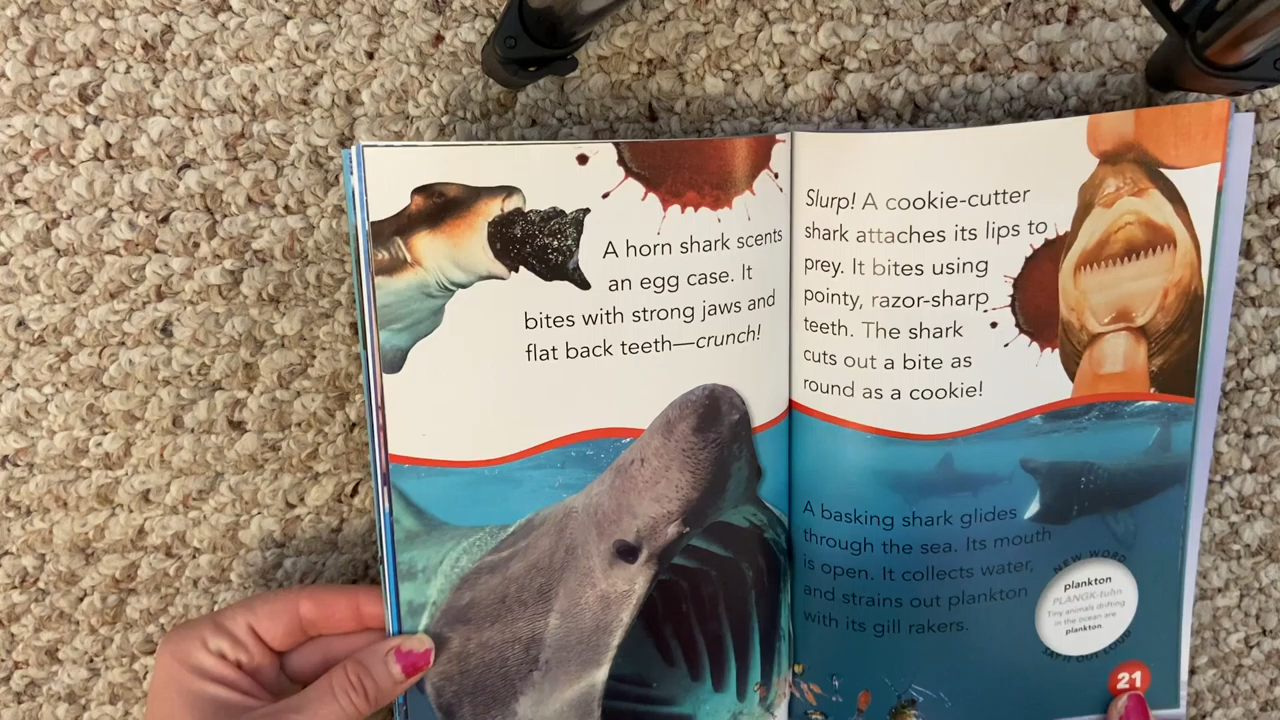 A horn shark scents
an egg case. It
bites with strong jaws and
flat back teeth—crunch!
Slurp! A cookie-cutter
shark attaches its lips to
prey. It bites using
pointy, razor-sharp
teeth. The shark
cuts out a bite as
round as a cookie!
A basking shark glides
through the sea. Its mouth
is open. It collects water,
and strains out plankton
with its gill rakers.
NEW WORD
plankton
PLANGK-tuhn
Tiny animals drifting
in the ocean are
plankton.
SAY IT OUT LOUD
21